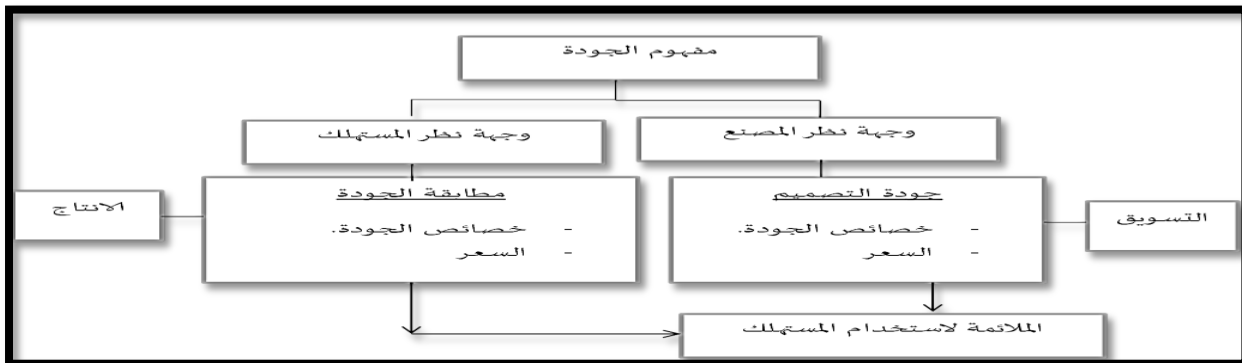 مفهوم الجودة
وجهة نظر المصنع
وجهة نظر المستهلك
جودة التصميم
- خصائص الجودة.
- السعر
التسويق
مطابقة الجودة
- خصائص الجودة.
- السعر
الانتاج
الملائمة لاستخدام المستهلك